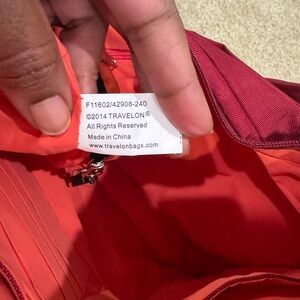 F11602/42908-240
©2014 TRAVELON®
All Rights Reserved
Made in China
www.travelonbags.com